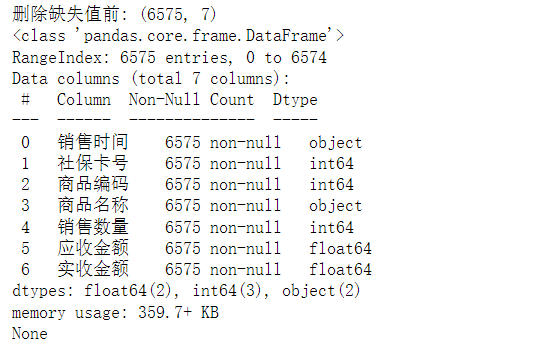 删除缺失值前: (6575, 7)
<class 'pandas.core.frame.DataFrame'>
RangeIndex: 6575 entries, 0 to 6574
Data columns (total 7 columns):
 #   Column  Non-Null Count  Dtype
---  ------  --------------  -----
 0   销售时间    6575 non-null   object
 1   社保卡号    6575 non-null   int64
 2   商品编码    6575 non-null   int64
 3   商品名称    6575 non-null   object
 4   销售数量    6575 non-null   int64
 5   应收金额    6575 non-null   float64
 6   实收金额    6575 non-null   float64
dtypes: float64(2), int64(3), object(2)
memory usage: 359.7+ KB
None